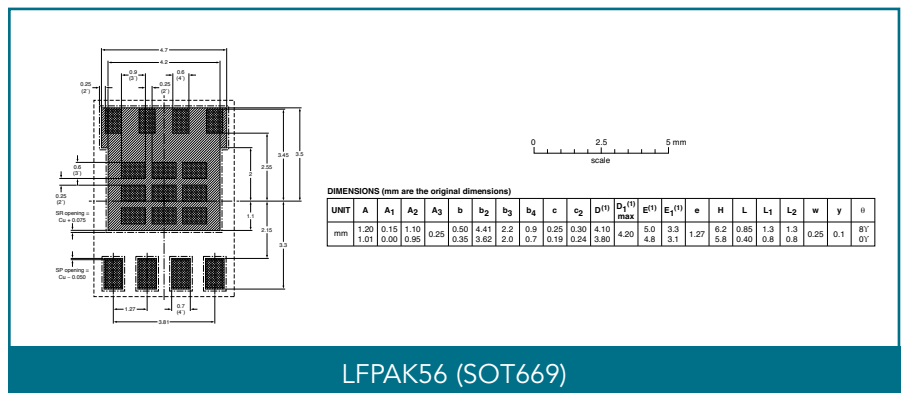 4.7
4.2
0.9
(3´)
0.6
(4´)
0.25
(2´)
0.25
(2´)
0.6
(3´)
0.25
(2´)
SR opening =
Cu + 0.075
SP opening =
Cu − 0.050
2
1.1
2.55
2.15
3.45
3.3
3.5
1.27
0.7
(4´)
3.81
0 2.5 5 mm
scale
DIMENSIONS (mm are the original dimensions)
UNIT A A1 A2 A3 b b2 b3 b4 c c2 D(1) D1(1) max E(1) E1(1) e H L L1 L2 w y θ
mm 1.20 0.15 1.10 0.25 0.50 4.41 2.2 0.9 0.25 0.30 4.10 4.20 5.0 3.3 1.27 6.2 0.85 1.3 1.3 0.25 0.1 8Ύ
1.01 0.00 0.95 0.35 3.62 2.0 0.7 0.19 0.24 3.80 4.8 3.1 5.8 0.40 0.8 0.8 0Ύ
LFPAK56 (SOT669)